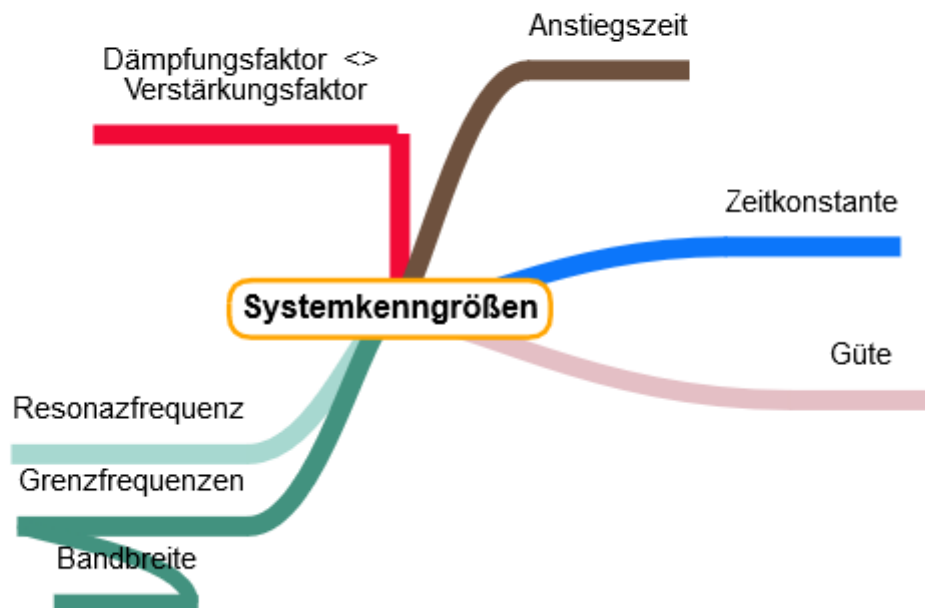 Anstiegszeit
Dämpfungsfaktor <>
Verstärkungsfaktor
Zeitkonstante
Systemkenngrößen
Güte
Resonazfrequenz
Grenzfrequenzen
Bandbreite